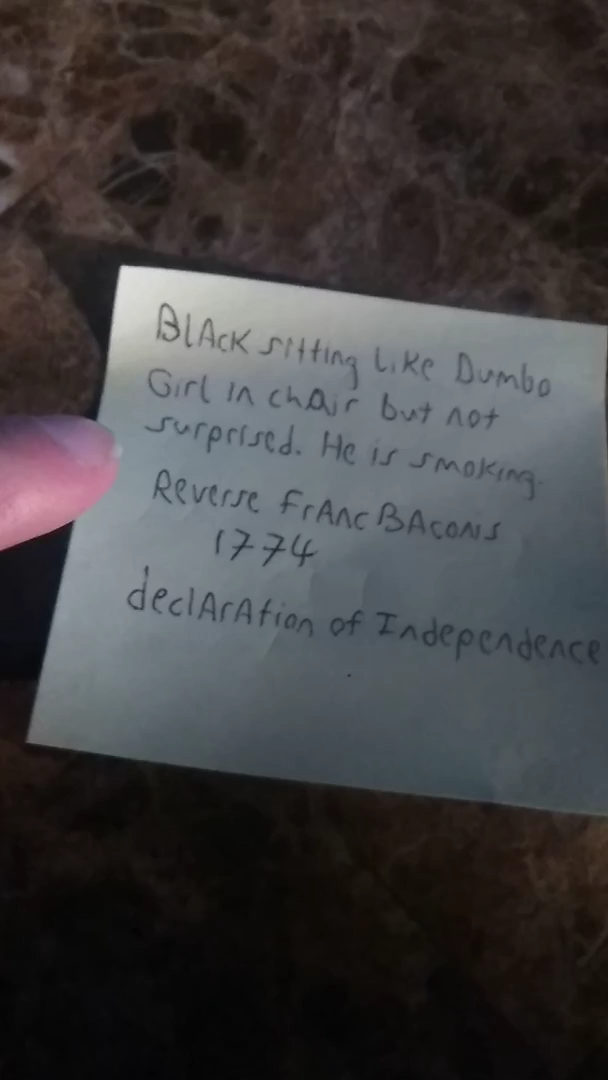 BlAck sitting Like Dumbo
Girl in chair but not
surprised. He is smoking.
Reverse FrAnc BAcons
1774
declArAtion of Independence